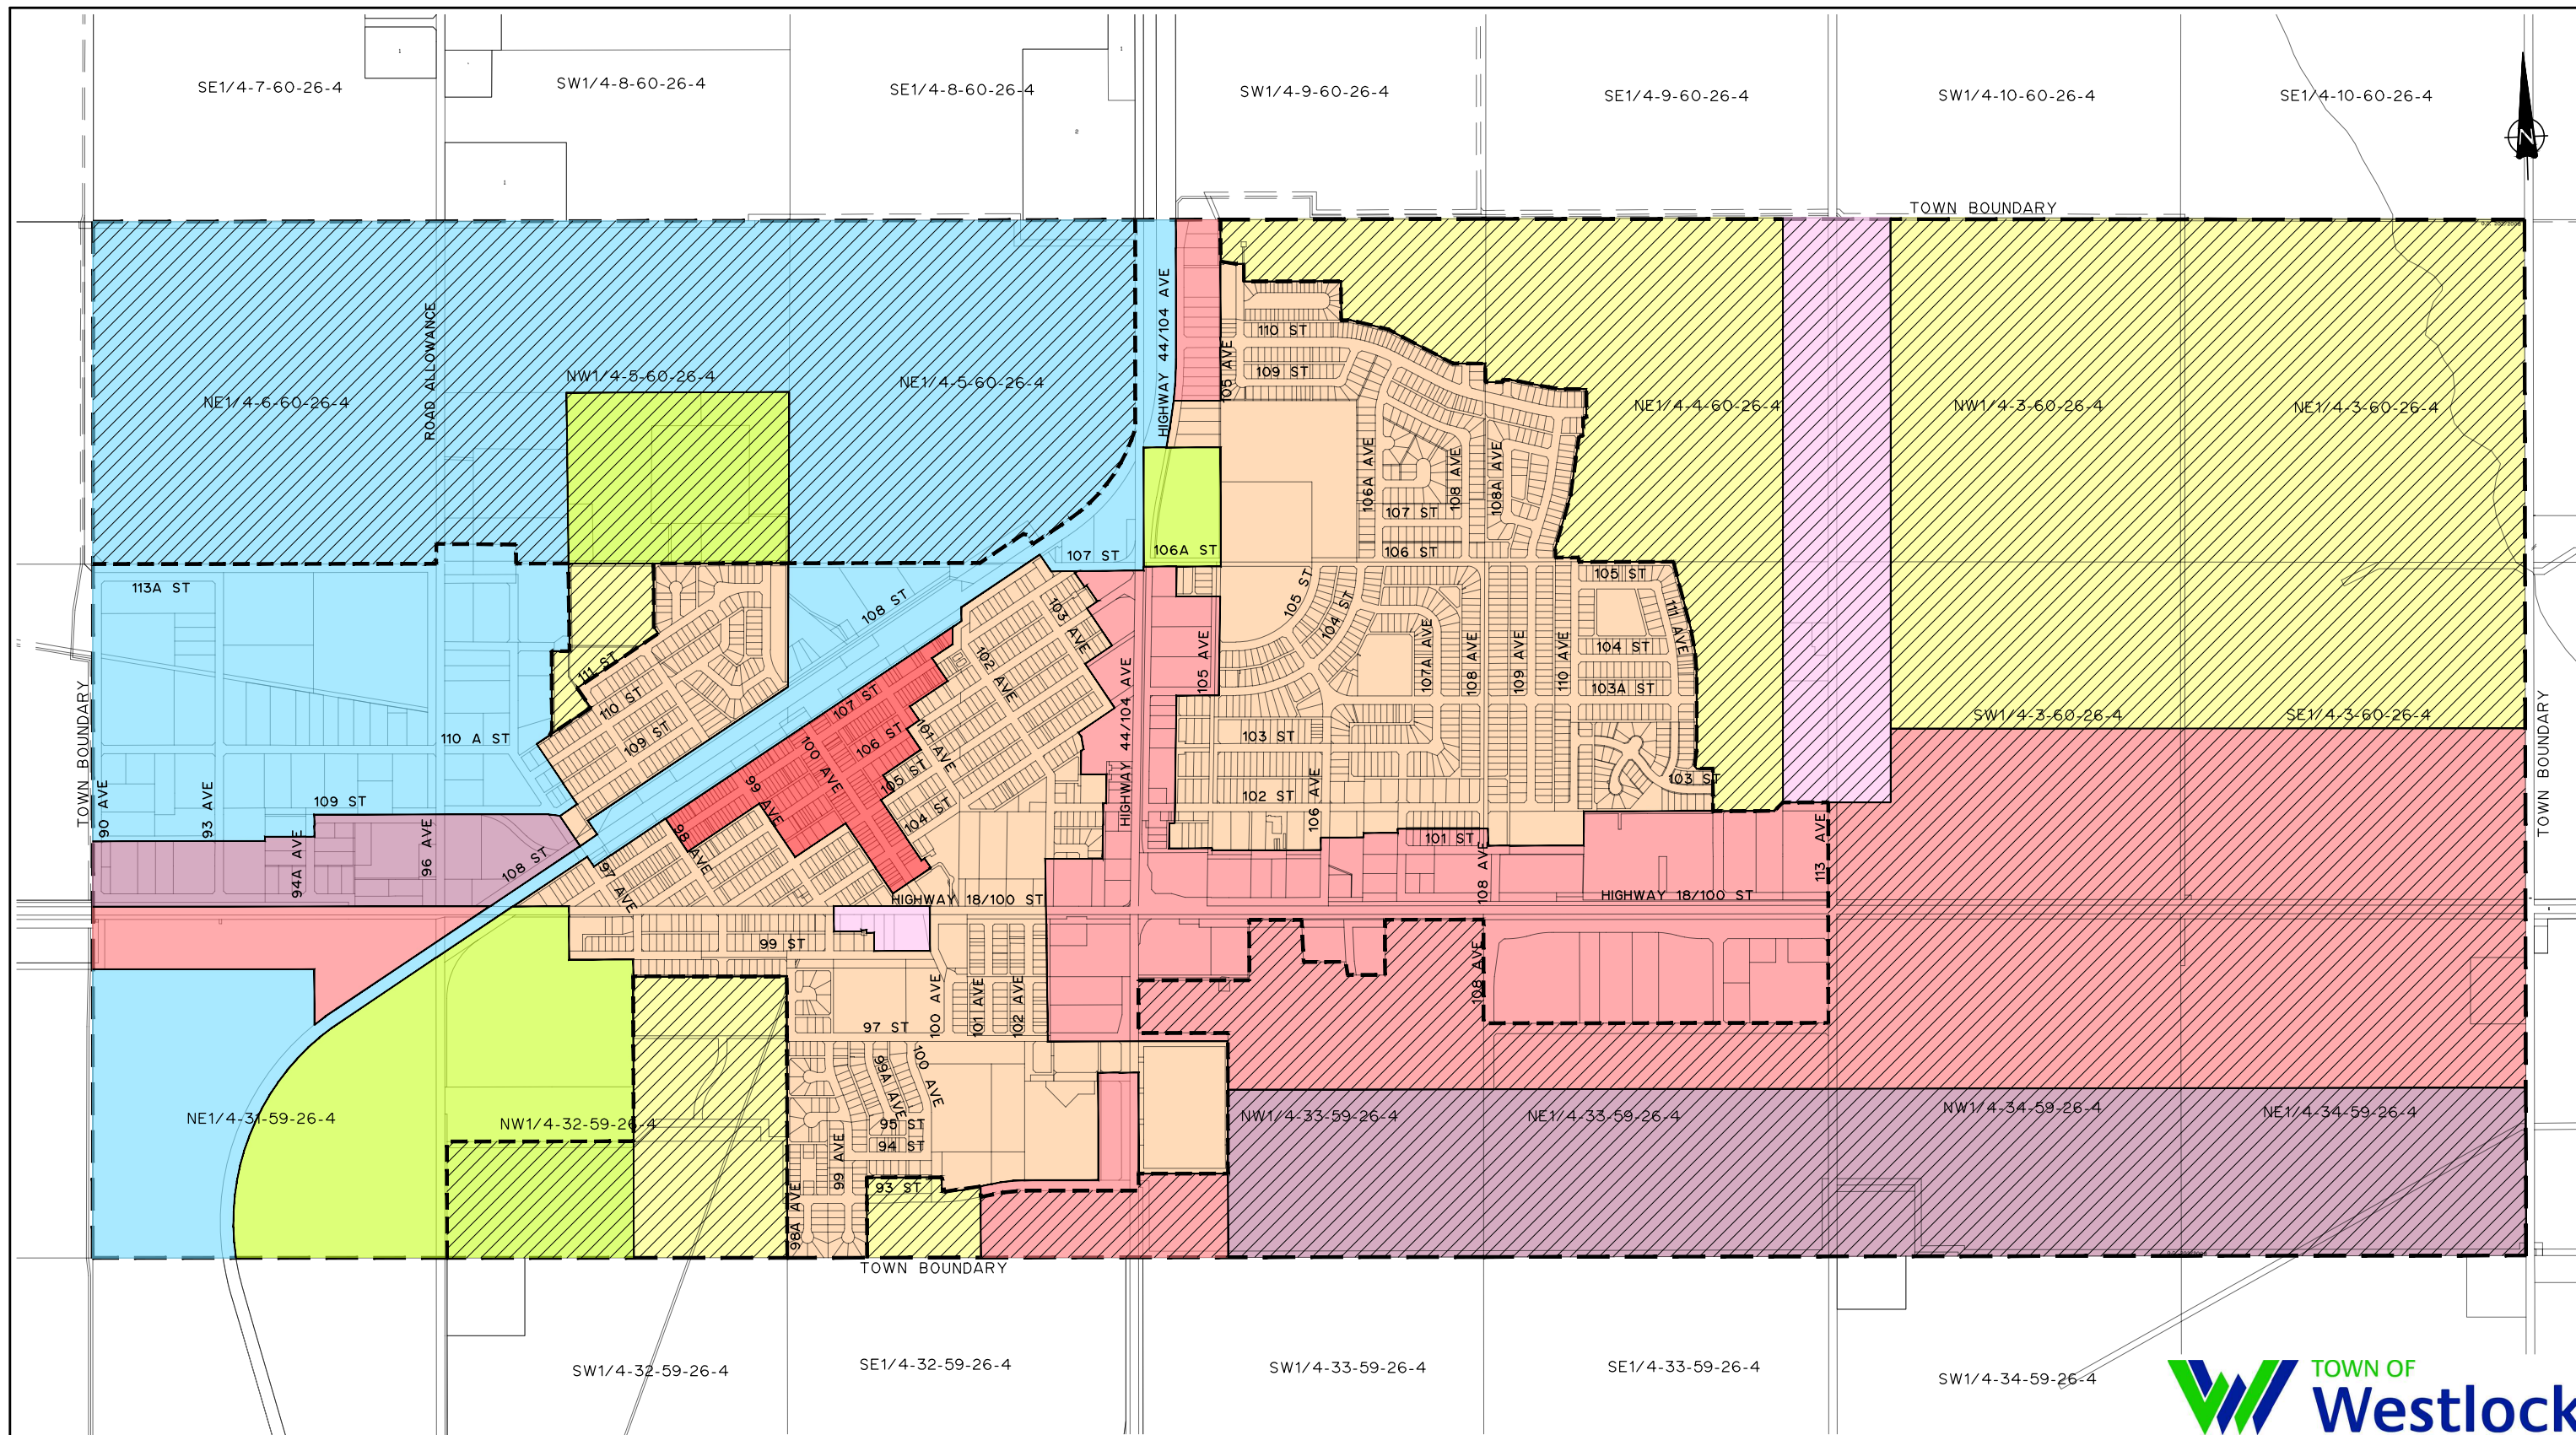 SE1/4-7-60-26-4
SW1/4-8-60-26-4
SE1/4-8-60-26-4
SW1/4-9-60-26-4
SE1/4-9-60-26-4
SW1/4-10-60-26-4
SE1/4-10-60-26-4
1
1
1
2
N
TOWN BOUNDARY
ROAD ALLOWANCE
HIGHWAY 44/104 AVE
NE1/4-6-60-26-4
NW1/4-5-60-26-4
NE1/4-5-60-26-4
NE1/4-4-60-26-4
NW1/4-3-60-26-4
NE1/4-3-60-26-4
110 ST
105 AVE
109 ST
106A AVE
108 AVE
108A AVE
107 ST
106 ST
107 ST
106A ST
113A ST
108 ST
103 AVE
105 ST
104 ST
105 ST
111 AVE
104 ST
103A ST
107A AVE
108 AVE
109 AVE
110 AVE
105 AVE
HIGHWAY 44/104 AVE
111 ST
110 ST
109 ST
110 A ST
107 ST
106 ST
102 AVE
101 AVE
100 AVE
99 AVE
105 ST
104 ST
103 ST
102 ST
106 AVE
103 ST
SW1/4-3-60-26-4
SE1/4-3-60-26-4
TOWN BOUNDARY
TOWN BOUNDARY
90 AVE
93 AVE
109 ST
94A AVE
96 AVE
108 ST
97 AVE
98 AVE
101 ST
108 AVE
113 AVE
HIGHWAY 18/100 ST
HIGHWAY 18/100 ST
99 ST
100 AVE
101 AVE
102 AVE
108 AVE
97 ST
99A AVE
100 AVE
95 ST
94 ST
99 AVE
93 ST
98A AVE
NE1/4-31-59-26-4
NW1/4-32-59-26-4
NW1/4-33-59-26-4
NE1/4-33-59-26-4
NW1/4-34-59-26-4
NE1/4-34-59-26-4
TOWN BOUNDARY
SW1/4-32-59-26-4
SE1/4-32-59-26-4
SW1/4-33-59-26-4
SE1/4-33-59-26-4
SW1/4-34-59-26-4
TOWN OF
Westlock